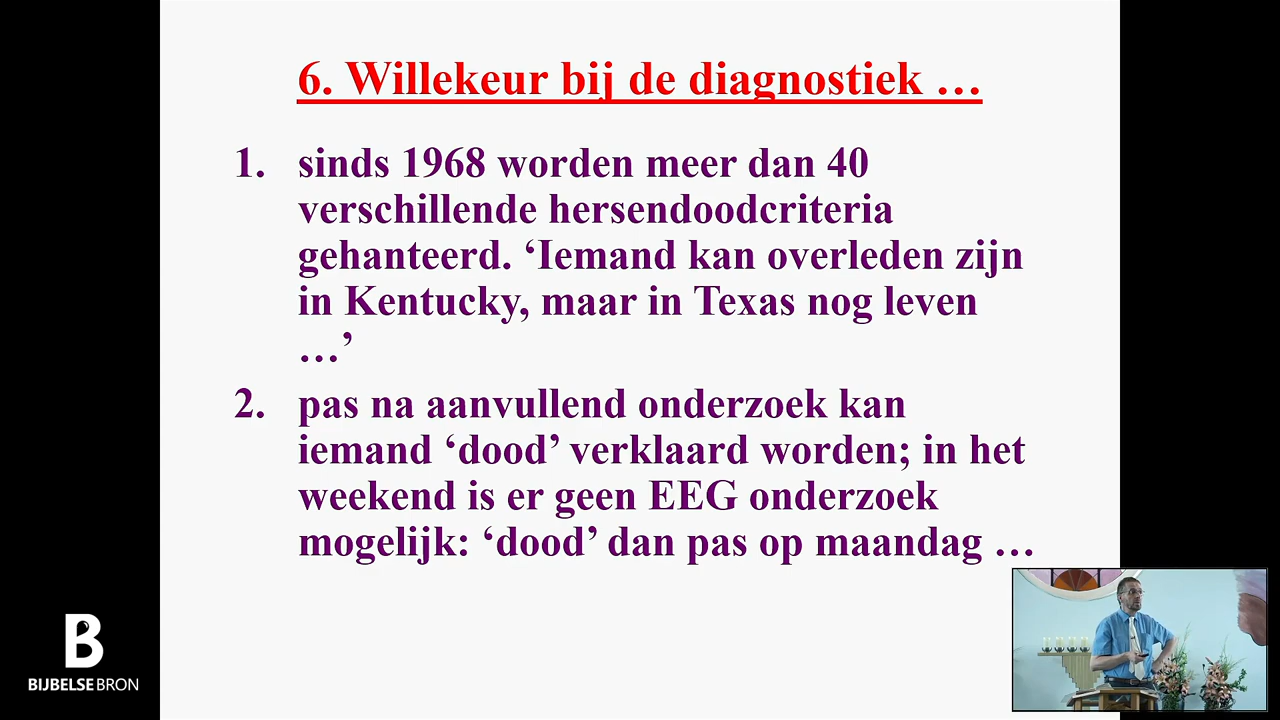 6. Willekeur bij de diagnostiek …
1. sinds 1968 worden meer dan 40
verschillende hersendoodcriteria
gehanteerd. ‘Iemand kan overleden zijn
in Kentucky, maar in Texas nog leven
…’
2. pas na aanvullend onderzoek kan
iemand ‘dood’ verklaard worden; in het
weekend is er geen EEG onderzoek
mogelijk: ‘dood’ dan pas op maandag …
B
BIJBELSE BRON